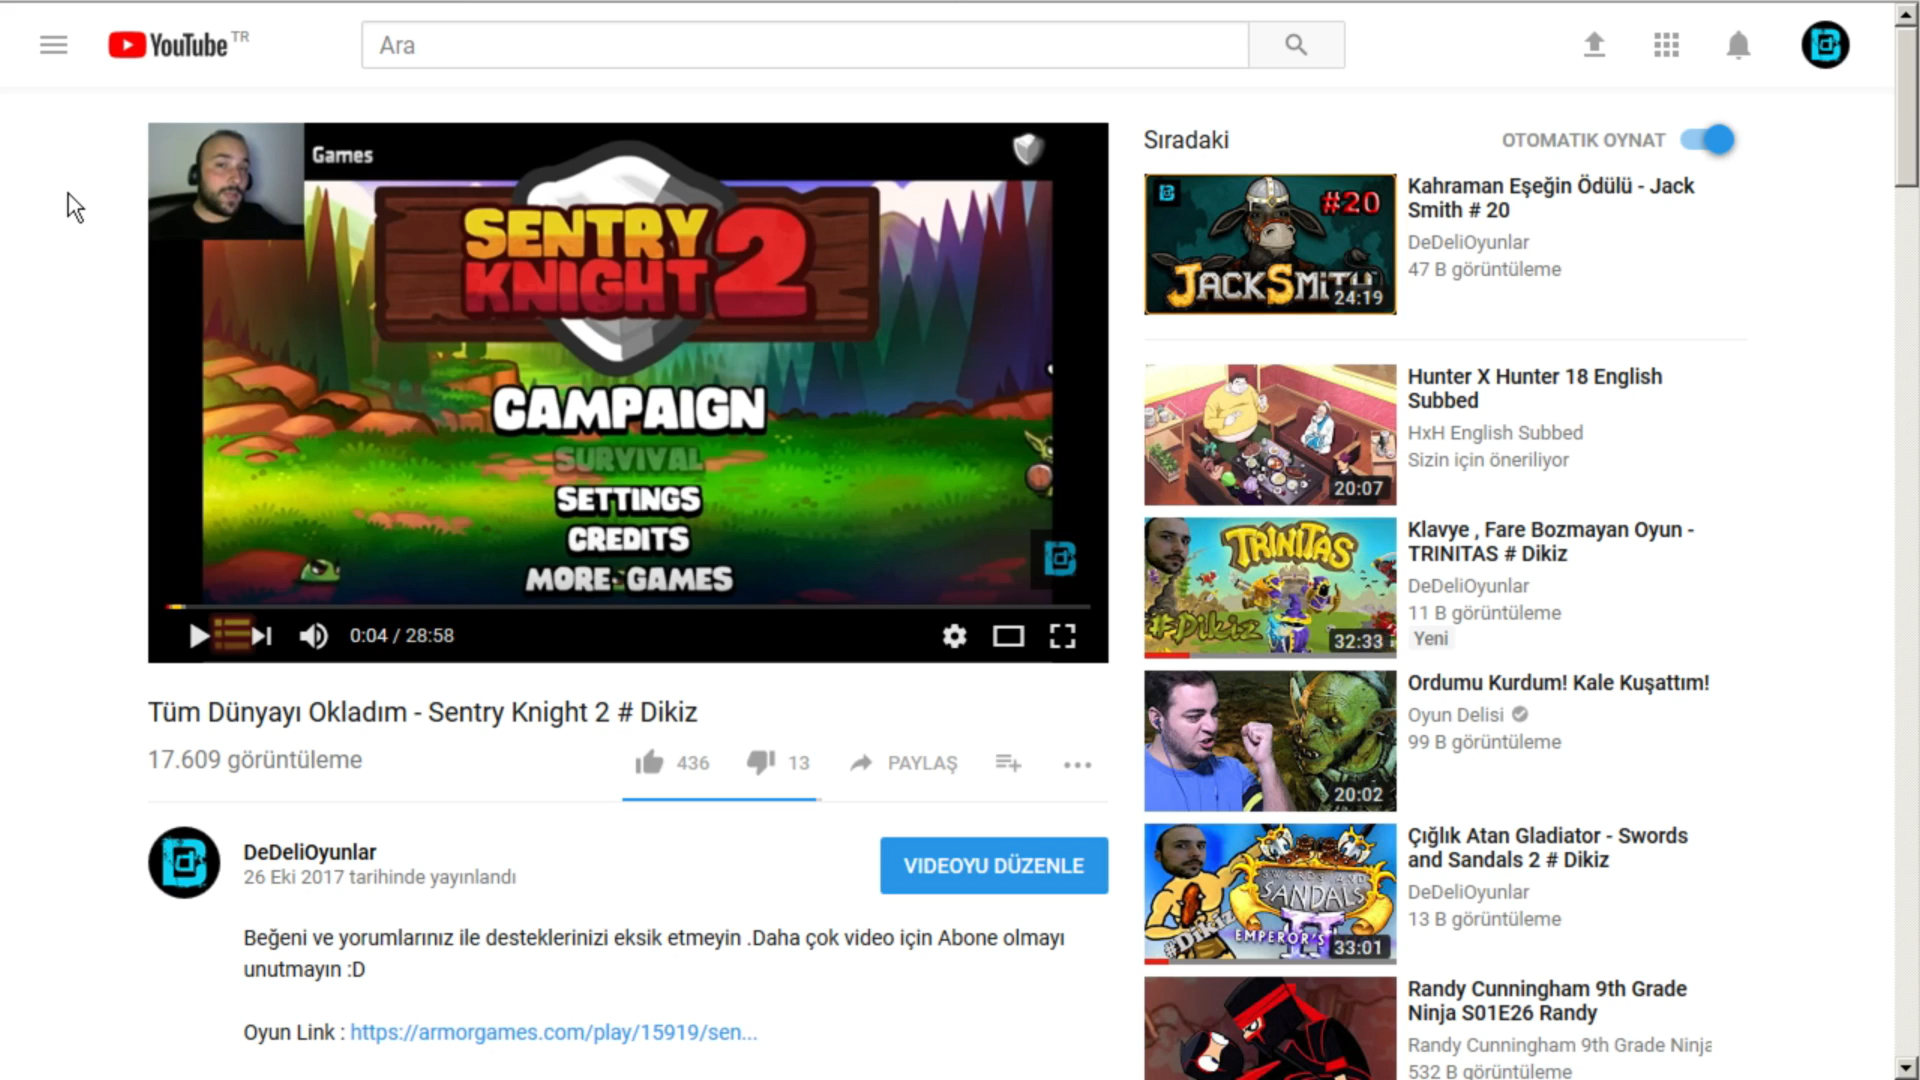 YouTube TR
Ara
Games
SENTRY
KNIGHT 2
CAMPAIGN
SURVIVAL
SETTINGS
CREDITS
MORE GAMES
0:04 / 28:58
Tüm Dünyayı Okladım - Sentry Knight 2 # Dikiz
17.609 görüntüleme
436
13
PAYLAŞ
DeDeliOyunlar
26 Eki 2017 tarihinde yayınlandı
VIDEOYU DÜZENLE
Beğeni ve yorumlarınız ile desteklerinizi eksik etmeyin .Daha çok video için Abone olmayı
unutmayın :D
Oyun Link : https://armorgames.com/play/15919/sen...
Sıradaki
OTOMATIK OYNAT
#20
JACKSMITH
24:19
Kahraman Eşeğin Ödülü - Jack
Smith # 20
DeDeliOyunlar
47 B görüntüleme
20:07
Hunter X Hunter 18 English
Subbed
HxH English Subbed
Sizin için öneriliyor
TRINITAS
#Dikiz
32:33
Klavye , Fare Bozmayan Oyun -
TRINITAS # Dikiz
DeDeliOyunlar
11 B görüntüleme
Yeni
20:02
Ordumu Kurdum! Kale Kuşattım!
Oyun Delisi
99 B görüntüleme
SWORDS AND
SANDALS
II
EMPEROR'S
#Dikiz
33:01
Çığlık Atan Gladiator - Swords
and Sandals 2 # Dikiz
DeDeliOyunlar
13 B görüntüleme
Randy Cunningham 9th Grade
Ninja S01E26 Randy
Randy Cunningham 9th Grade Ninja
532 B görüntüleme